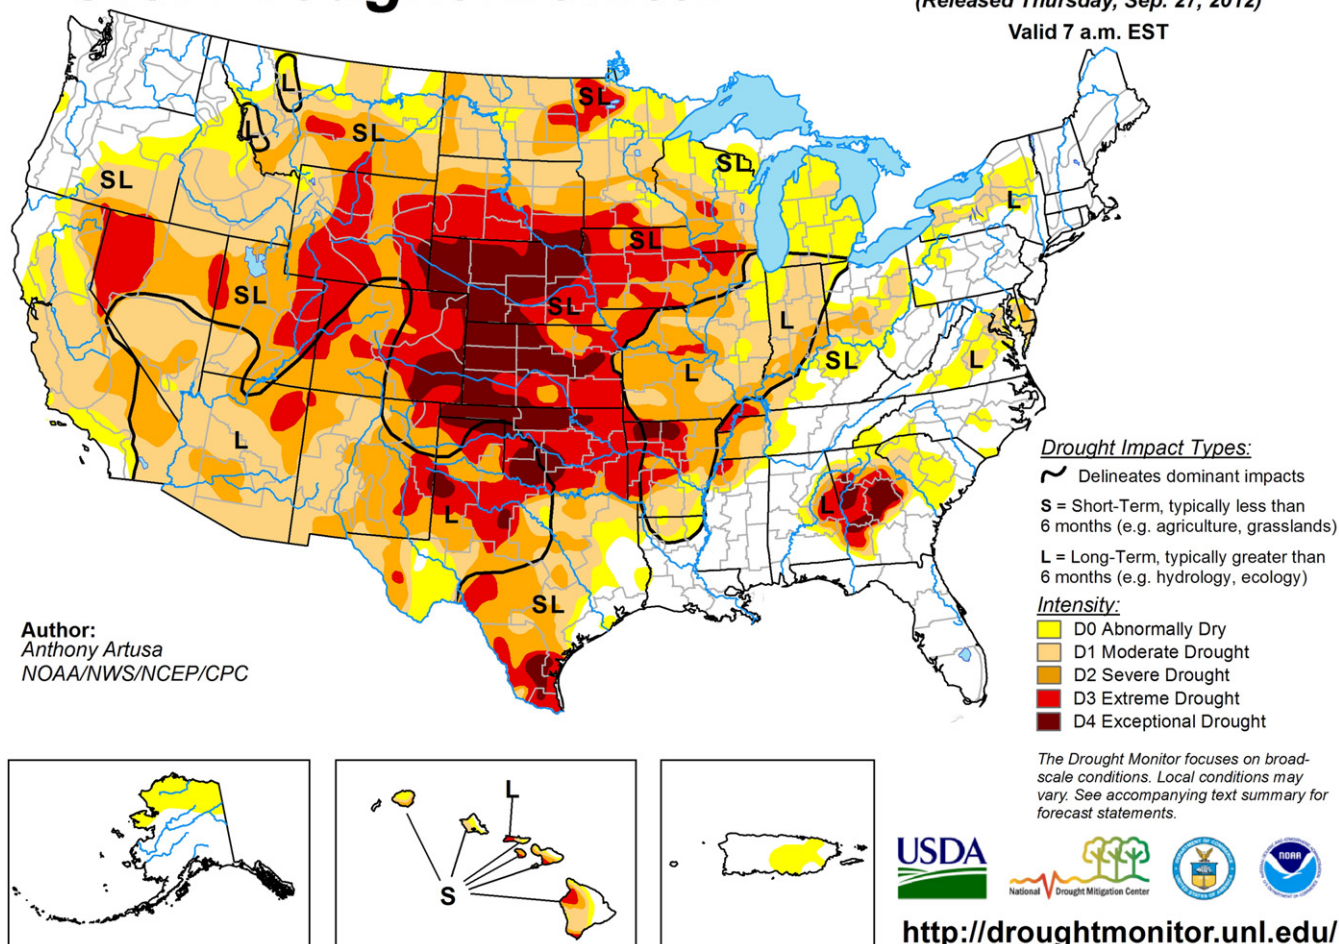 (Released Thursday, Sep. 27, 2012)
Valid 7 a.m. EST
L
SL
L
SL
SL
SL
L
SL
SL
SL
L
SL
L
SL
L
L
L
L
SL
Drought Impact Types:
Delineates dominant impacts
S = Short-Term, typically less than
6 months (e.g. agriculture, grasslands)
L = Long-Term, typically greater than
6 months (e.g. hydrology, ecology)
Intensity:
D0 Abnormally Dry
D1 Moderate Drought
D2 Severe Drought
D3 Extreme Drought
D4 Exceptional Drought
Author:
Anthony Artusa
NOAA/NWS/NCEP/CPC
L
S
The Drought Monitor focuses on broad-
scale conditions. Local conditions may
vary. See accompanying text summary for
forecast statements.
USDA
National Drought Mitigation Center
NOAA
http://droughtmonitor.unl.edu/